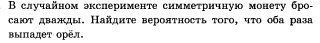 В случайном эксперименте симметричную монету бро-
сают дважды. Найдите вероятность того, что оба раза
выпадет орёл.